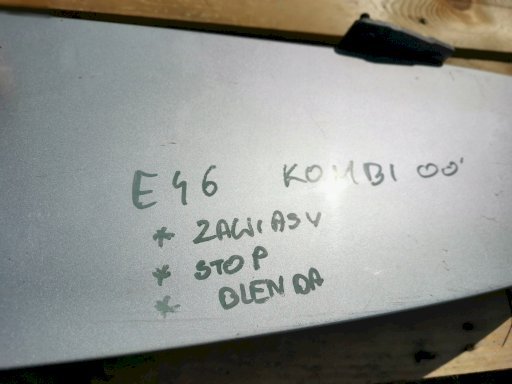 E46 KOMBI 00'
* ZAWIASY
* STOP
* BLENDA